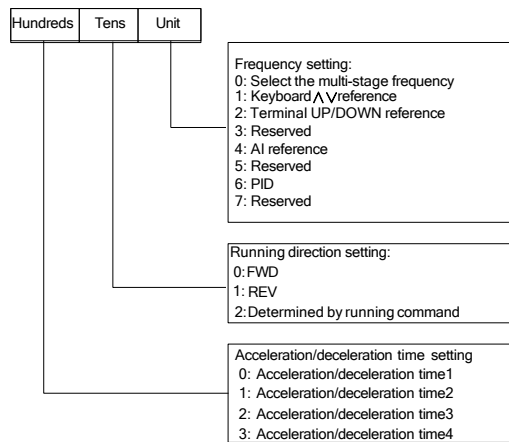 Hundreds Tens Unit
Frequency setting:
0: Select the multi-stage frequency
1: Keyboard∧∨reference
2: Terminal UP/DOWN reference
3: Reserved
4: AI reference
5: Reserved
6: PID
7: Reserved
Running direction setting:
0:FWD
1: REV
2:Determined by running command
Acceleration/deceleration time setting
0: Acceleration/deceleration time1
1: Acceleration/deceleration time2
2: Acceleration/deceleration time3
3: Acceleration/deceleration time4